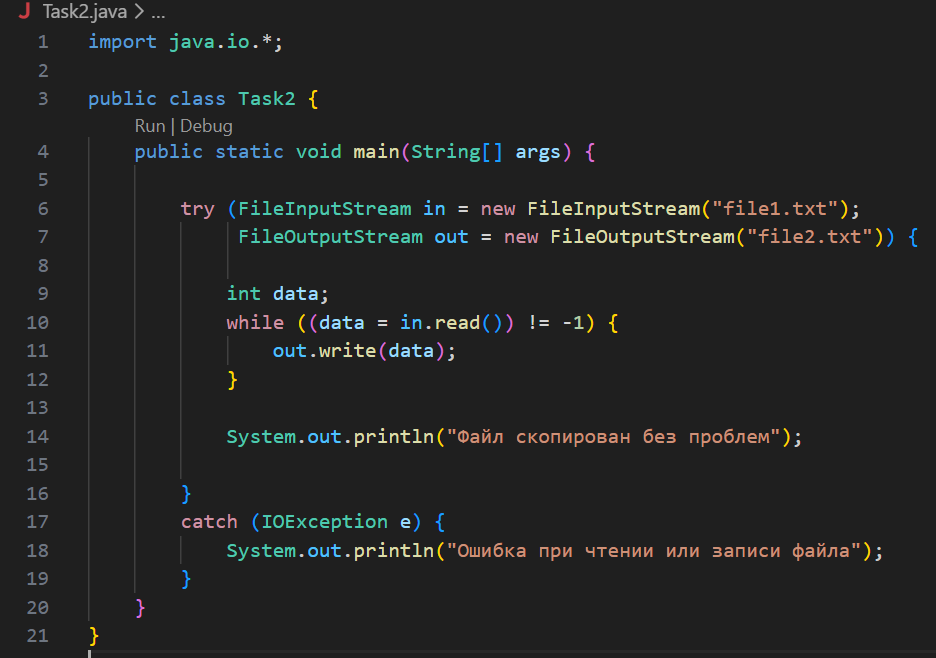 J Task2.java > ...
1 import java.io.*;
2
3 public class Task2 {
Run | Debug
4 public static void main(String[] args) {
5
6 try (FileInputStream in = new FileInputStream("file1.txt");
7 FileOutputStream out = new FileOutputStream("file2.txt")) {
8
9 int data;
10 while ((data = in.read()) != -1) {
11 out.write(data);
12 }
13
14 System.out.println("Файл скопирован без проблем");
15
16 }
17 catch (IOException e) {
18 System.out.println("Ошибка при чтении или записи файла");
19 }
20 }
21 }